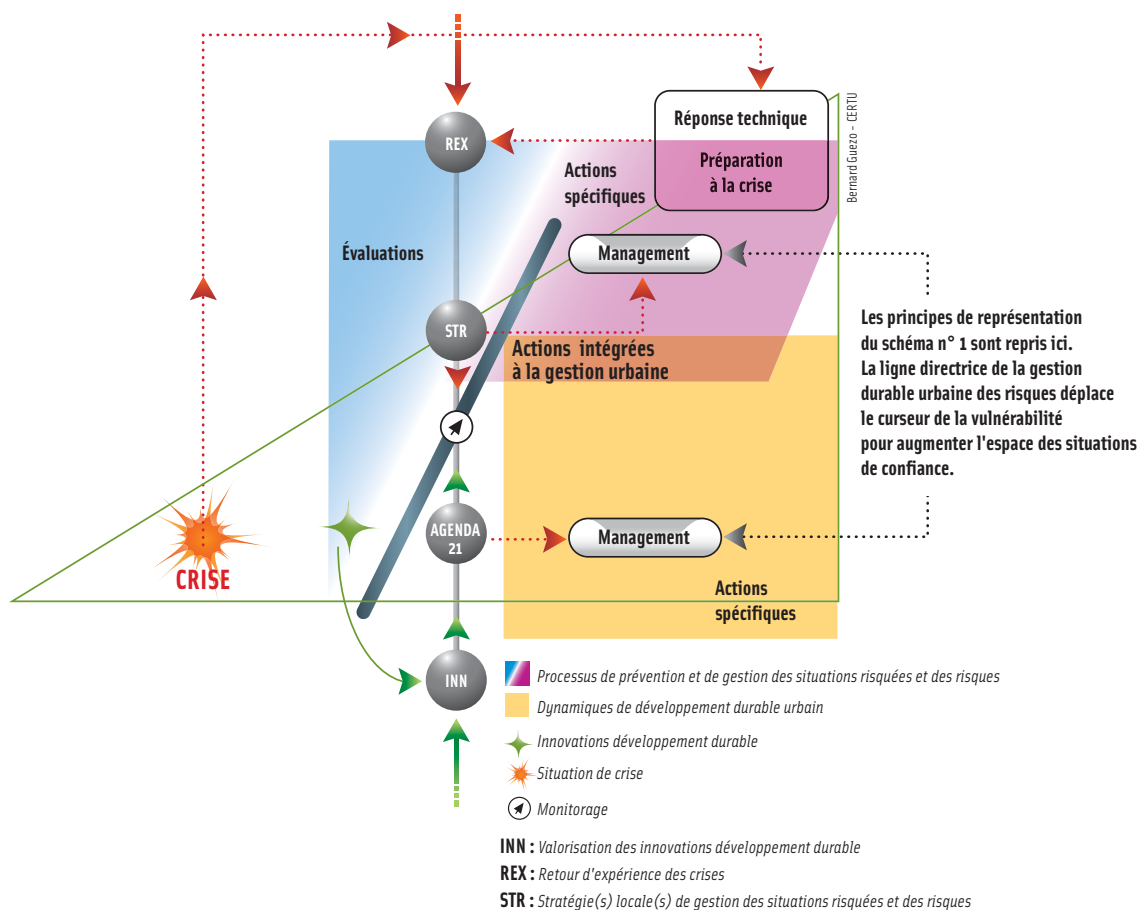 Réponse technique
Préparation
à la crise
Bernard Guezo - CERTU
REX
Actions
spécifiques
Évaluations
Management
STR
Actions intégrées
à la gestion urbaine
Les principes de représentation
du schéma n° 1 sont repris ici.
La ligne directrice de la gestion
durable urbaine des risques déplace
le curseur de la vulnérabilité
pour augmenter l'espace des situations
de confiance.
AGENDA
21
Management
CRISE
Actions
spécifiques
INN
Processus de prévention et de gestion des situations risquées et des risques
Dynamiques de développement durable urbain
Innovations développement durable
Situation de crise
Monitorage
INN : Valorisation des innovations développement durable
REX : Retour d'expérience des crises
STR : Stratégie(s) locale(s) de gestion des situations risquées et des risques